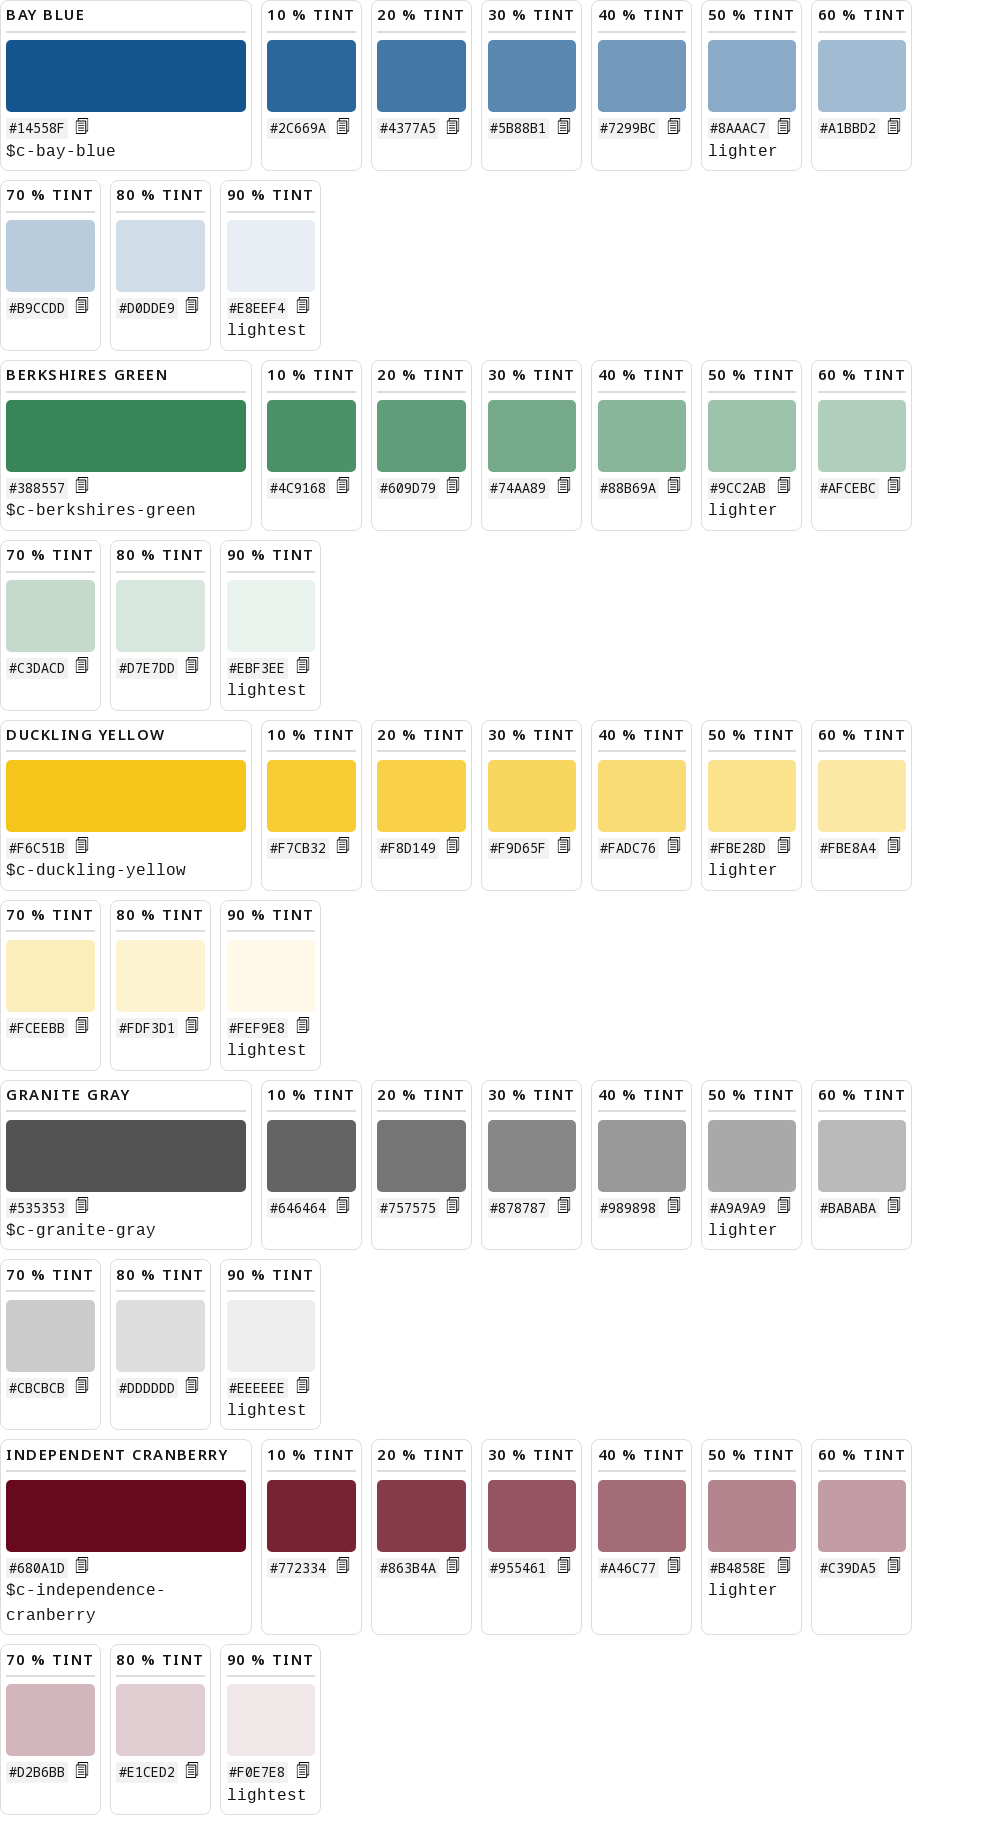 BAY BLUE 10 % TINT 20 % TINT 30 % TINT 40 % TINT 50 % TINT 60 % TINT
#14558F #2C669A #4377A5 #5B88B1 #7299BC #8AAAC7 #A1BBD2
$c-bay-blue lighter
70 % TINT 80 % TINT 90 % TINT
#B9CCDD #D0DDE9 #E8EEF4
lightest
BERKSHIRES GREEN 10 % TINT 20 % TINT 30 % TINT 40 % TINT 50 % TINT 60 % TINT
#388557 #4C9168 #609D79 #74AA89 #88B69A #9CC2AB #AFCEBC
$c-berkshires-green lighter
70 % TINT 80 % TINT 90 % TINT
#C3DACD #D7E7DD #EBF3EE
lightest
DUCKLING YELLOW 10 % TINT 20 % TINT 30 % TINT 40 % TINT 50 % TINT 60 % TINT
#F6C51B #F7CB32 #F8D149 #F9D65F #FADC76 #FBE28D #FBE8A4
$c-duckling-yellow lighter
70 % TINT 80 % TINT 90 % TINT
#FCEEBB #FDF3D1 #FEF9E8
lightest
GRANITE GRAY 10 % TINT 20 % TINT 30 % TINT 40 % TINT 50 % TINT 60 % TINT
#535353 #646464 #757575 #878787 #989898 #A9A9A9 #BABABA
$c-granite-gray lighter
70 % TINT 80 % TINT 90 % TINT
#CBCBCB #DDDDDD #EEEEEE
lightest
INDEPENDENT CRANBERRY 10 % TINT 20 % TINT 30 % TINT 40 % TINT 50 % TINT 60 % TINT
#680A1D #772334 #863B4A #955461 #A46C77 #B4858E #C39DA5
$c-independence- lighter
cranberry
70 % TINT 80 % TINT 90 % TINT
#D2B6BB #E1CED2 #F0E7E8
lightest